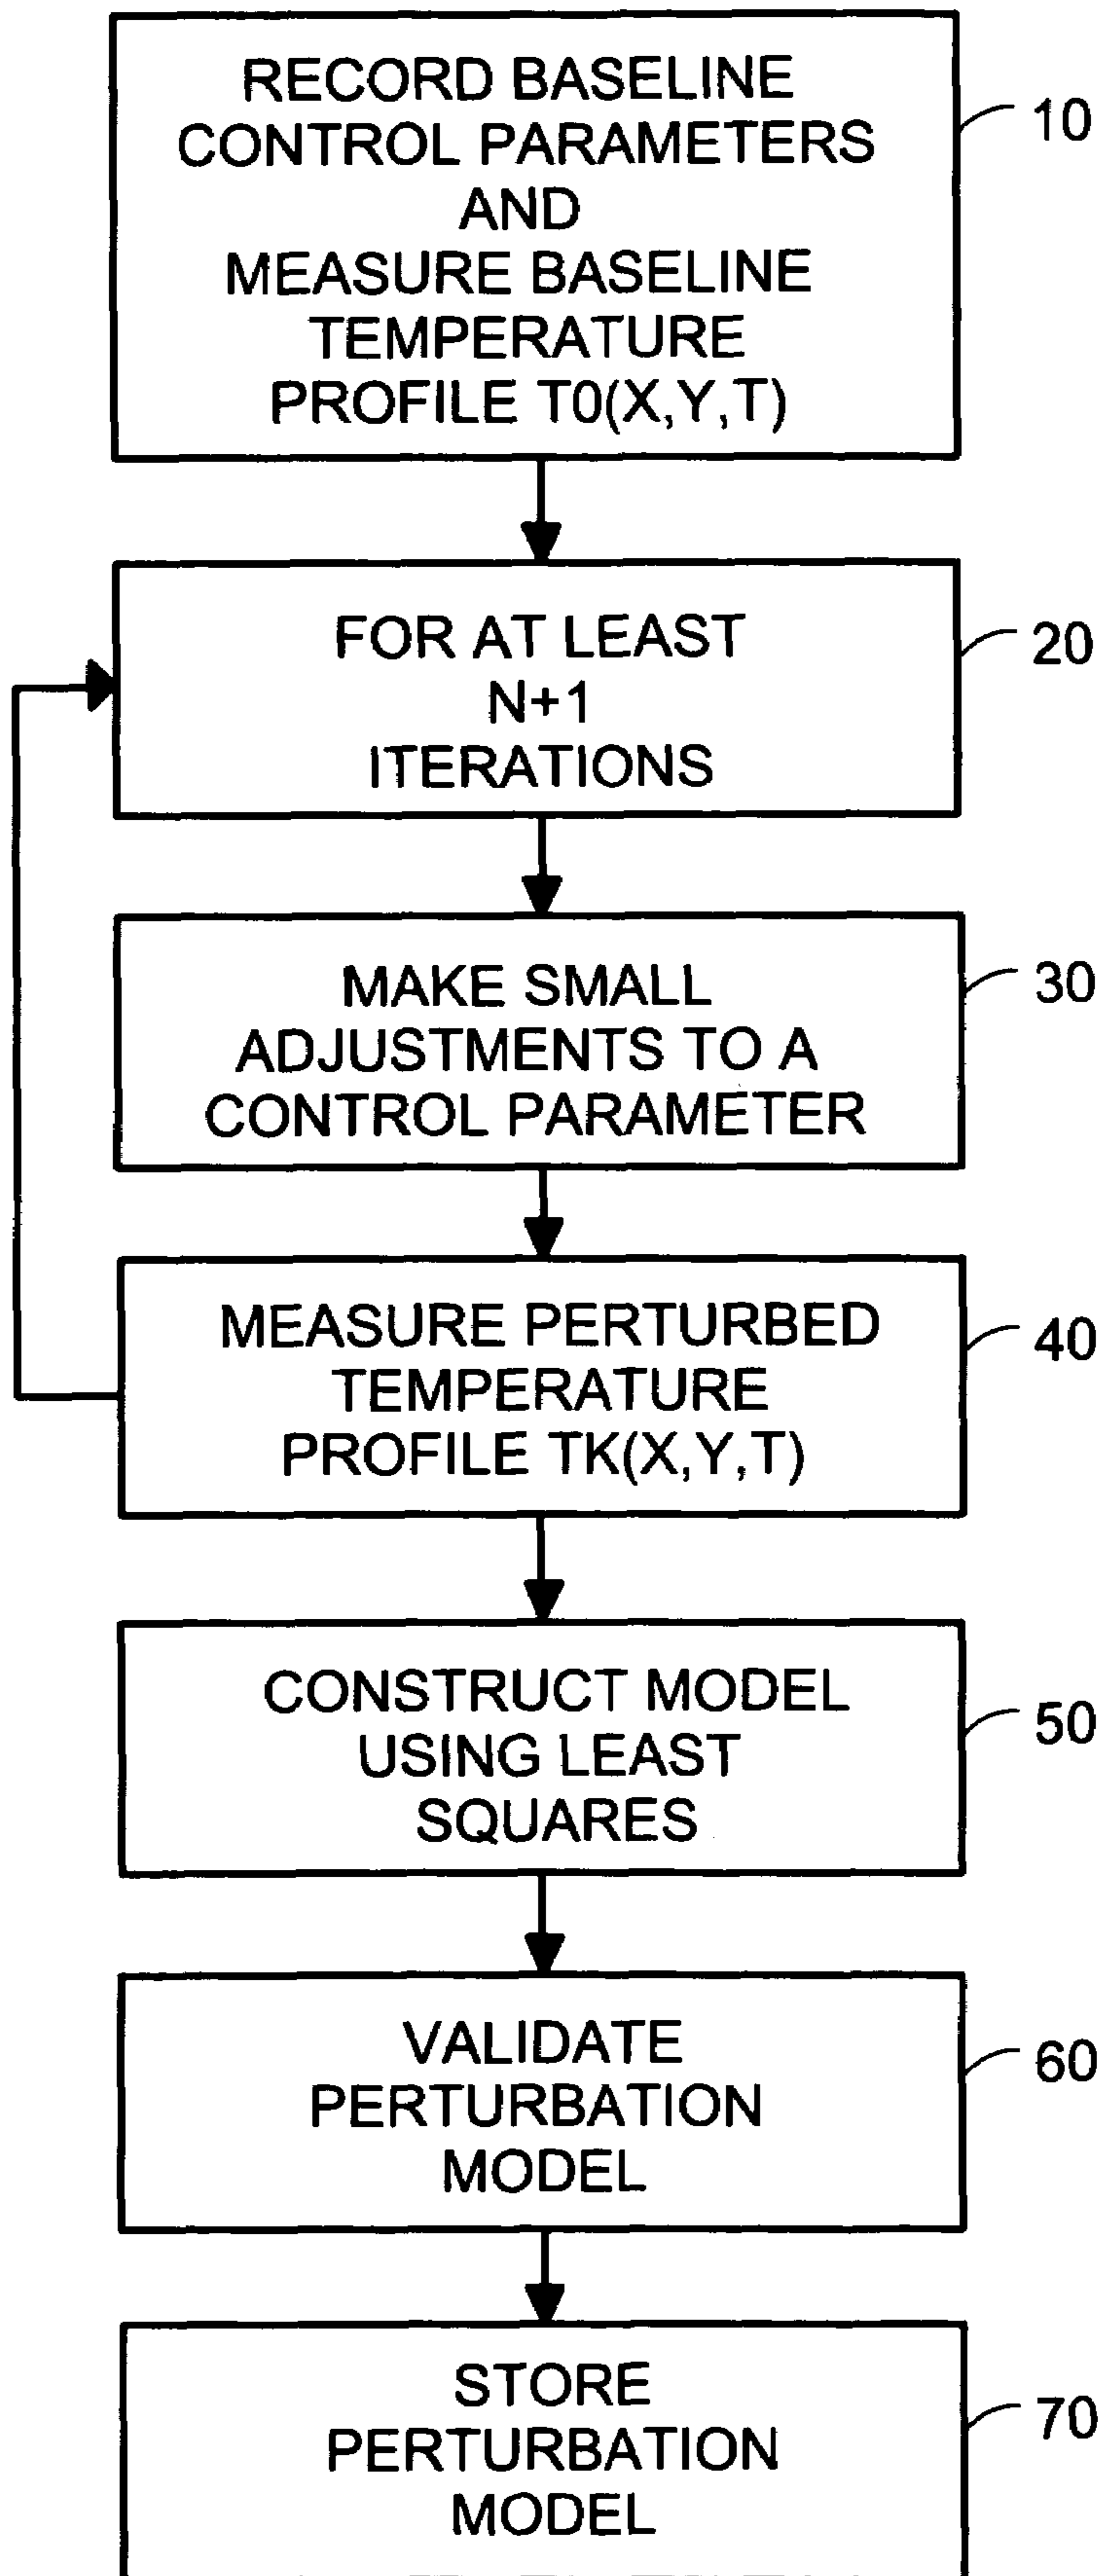 RECORD BASELINE
CONTROL PARAMETERS
AND
MEASURE BASELINE
TEMPERATURE
PROFILE T0(X,Y,T)
10
FOR AT LEAST
N+1
ITERATIONS
20
MAKE SMALL
ADJUSTMENTS TO A
CONTROL PARAMETER
30
MEASURE PERTURBED
TEMPERATURE
PROFILE TK(X,Y,T)
40
CONSTRUCT MODEL
USING LEAST
SQUARES
50
VALIDATE
PERTURBATION
MODEL
60
STORE
PERTURBATION
MODEL
70